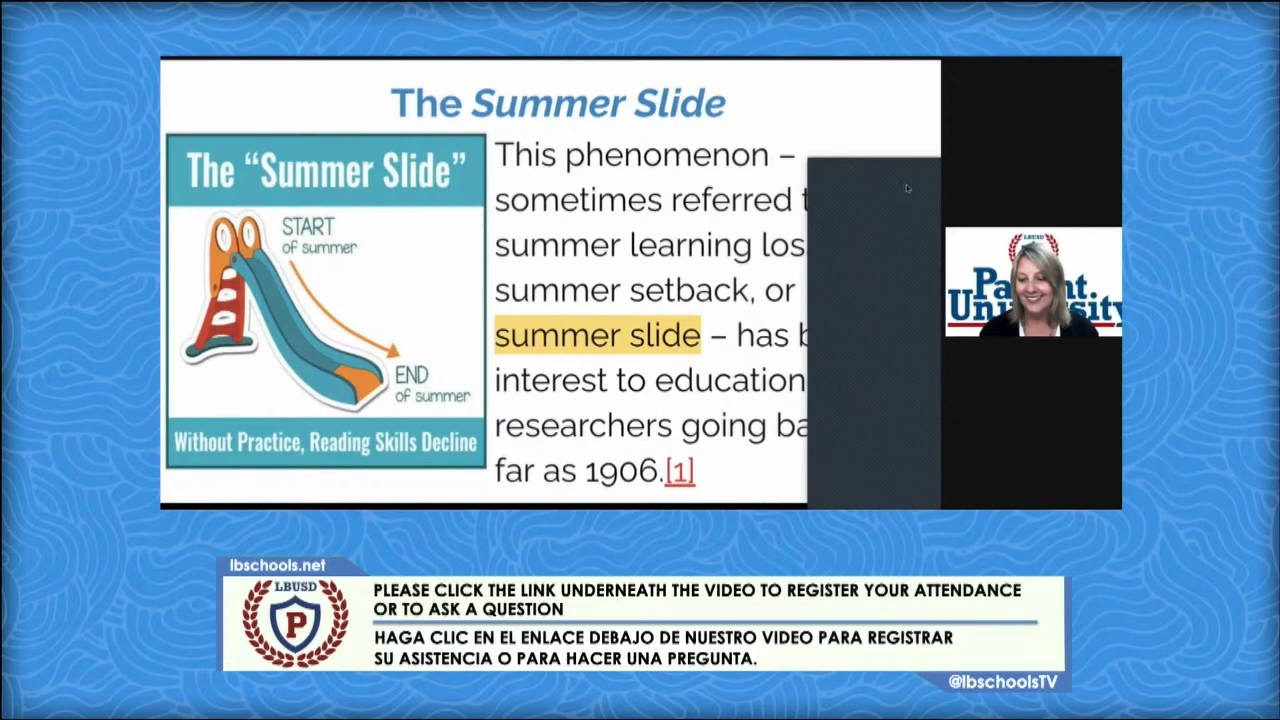 The Summer Slide
The “Summer Slide”
START
of summer
END
of summer
Without Practice, Reading Skills Decline
This phenomenon –
sometimes referred
summer learning
summer setback, or
summer slide – has
interest to education
researchers going
far as 1906.[1]
LBUSD
Parent
University
lbschools.net
LBUSD
P
PLEASE CLICK THE LINK UNDERNEATH THE VIDEO TO REGISTER YOUR ATTENDANCE
OR TO ASK A QUESTION
HAGA CLIC EN EL ENLACE DEBAJO DE NUESTRO VIDEO PARA REGISTRAR
SU ASISTENCIA O PARA HACER UNA PREGUNTA.
@lbschoolsTV